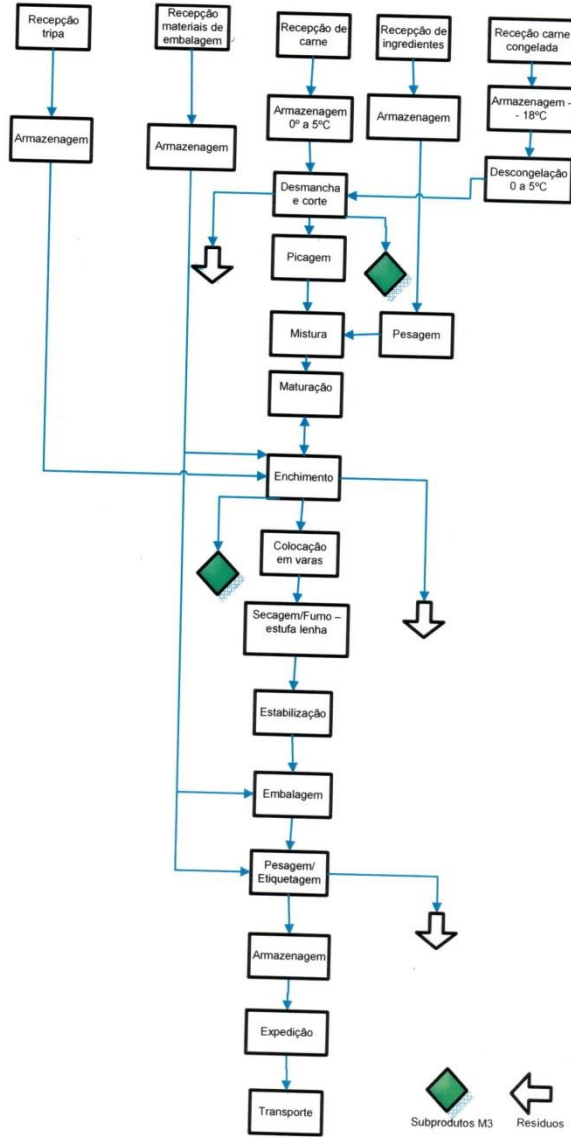 Recepção
tripa
Recepção
materiais de
embalagem
Recepção de
carne
Recepção de
ingredientes
Receção carne
congelada
Armazenagem
Armazenagem
Armazenagem
0º a 5ºC
Armazenagem
Armazenagem -
- 18ºC
Descongelação
0 a 5ºC
Desmancha
e corte
Picagem
Mistura
Pesagem
Maturação
Enchimento
Colocação
em varas
Secagem/Fumo –
estufa lenha
Estabilização
Embalagem
Pesagem/
Etiquetagem
Armazenagem
Expedição
Transporte
Subprodutos M3
Resíduos